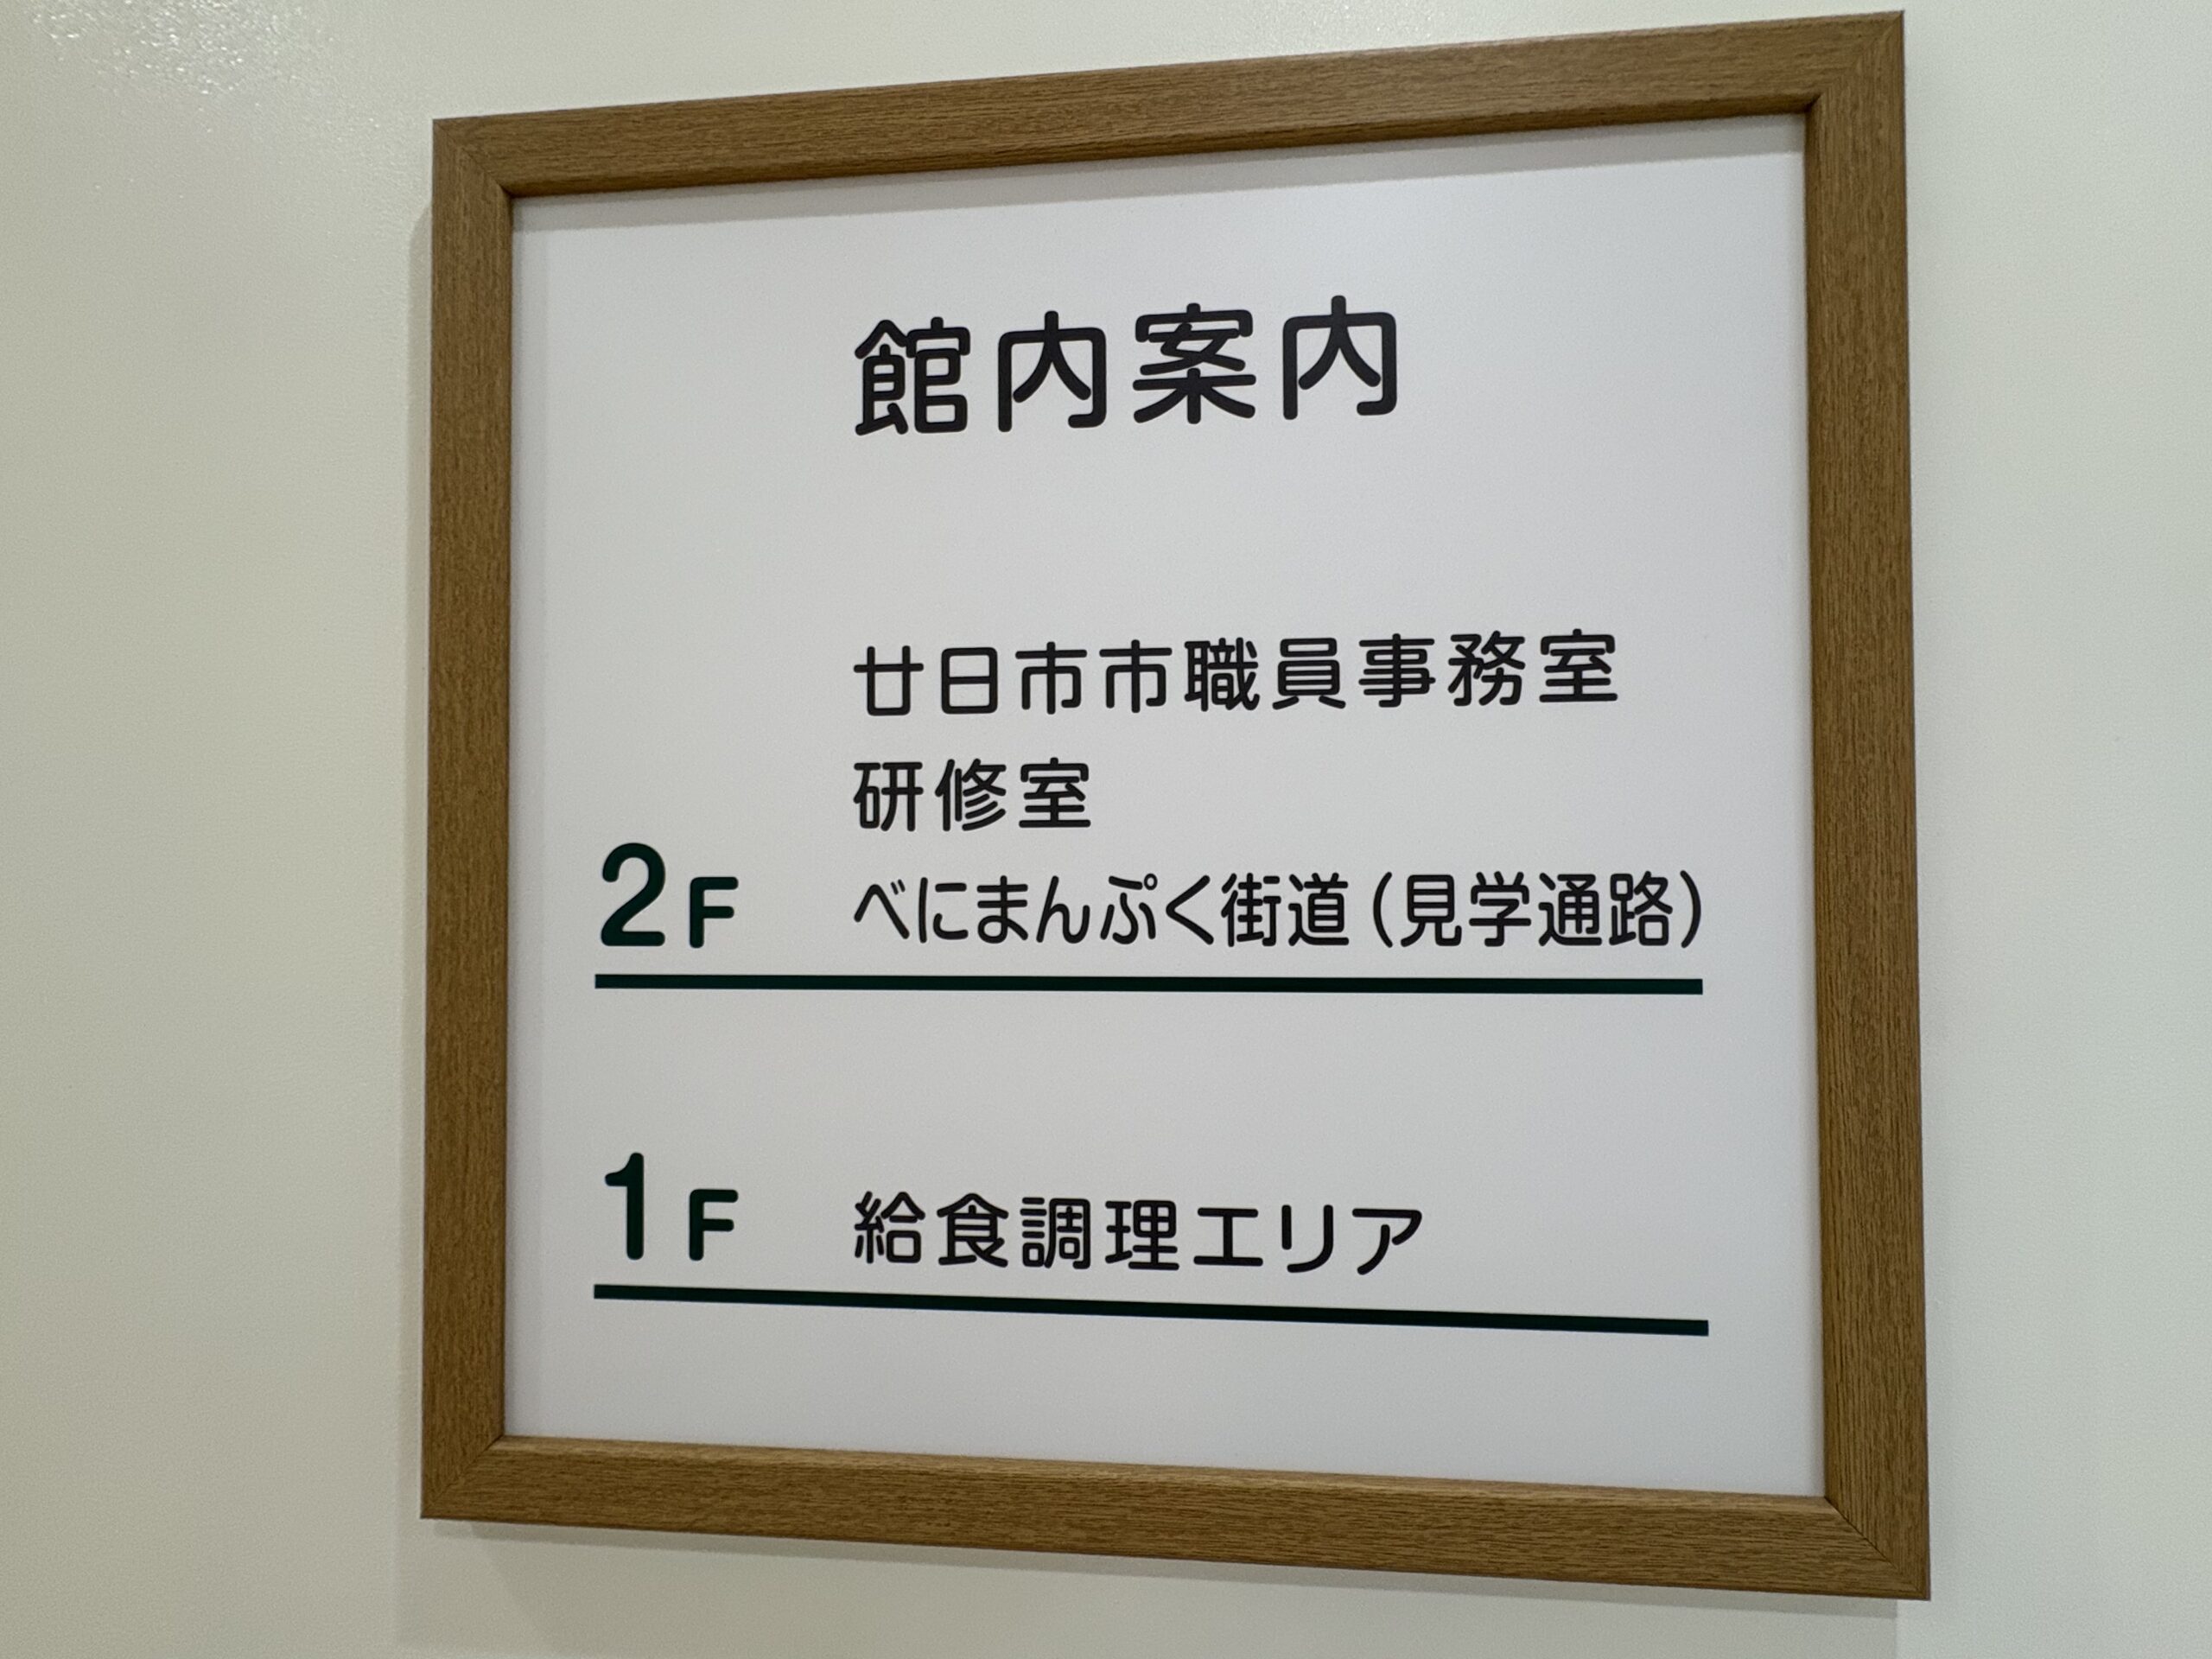 館内案内
廿日市市職員事務室
研修室
2F べにまんぷく街道(見学通路)
1F 給食調理エリア